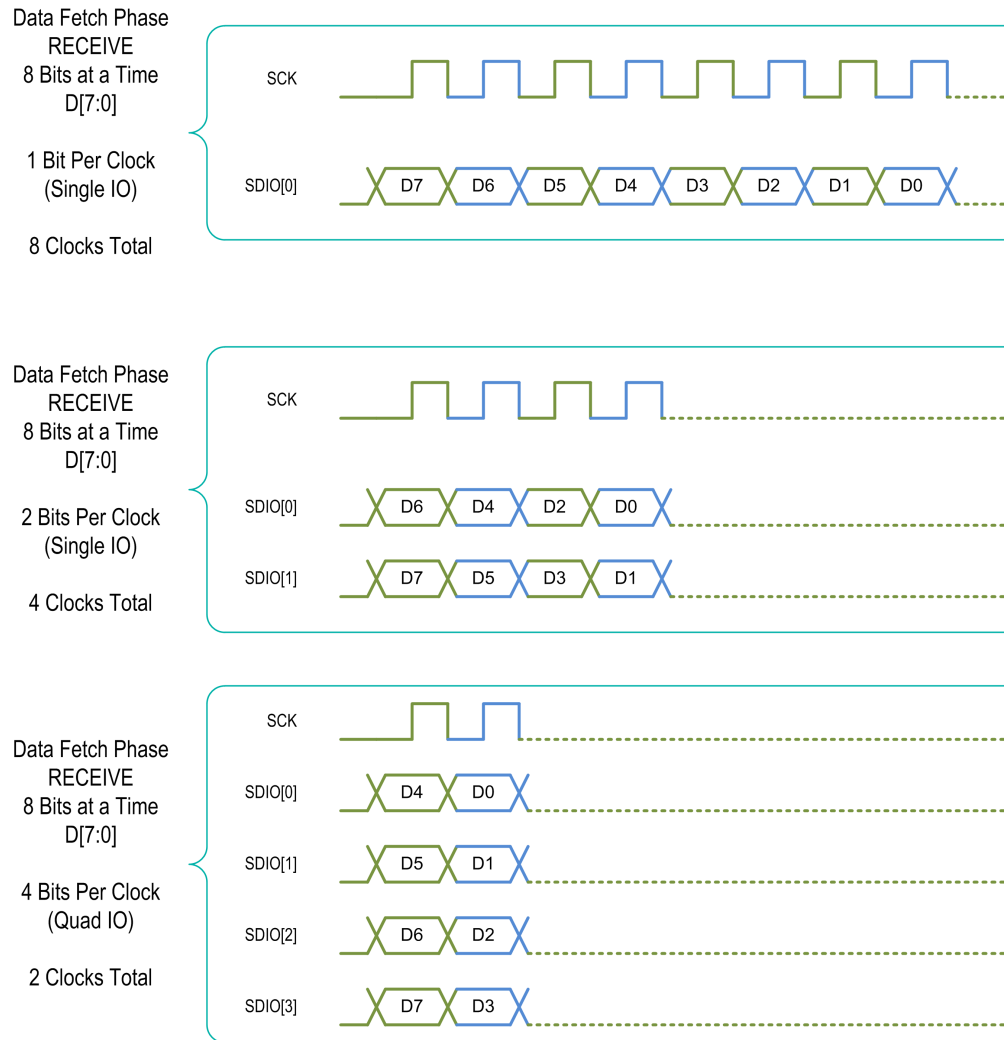 Data Fetch Phase
RECEIVE
8 Bits at a Time
D[7:0]
1 Bit Per Clock
(Single IO)
8 Clocks Total
SCK
SDIO[0]
D7 D6 D5 D4 D3 D2 D1 D0
Data Fetch Phase
RECEIVE
8 Bits at a Time
D[7:0]
2 Bits Per Clock
(Single IO)
4 Clocks Total
SCK
SDIO[0]
D6 D4 D2 D0
SDIO[1]
D7 D5 D3 D1
Data Fetch Phase
RECEIVE
8 Bits at a Time
D[7:0]
4 Bits Per Clock
(Quad IO)
2 Clocks Total
SCK
SDIO[0]
D4 D0
SDIO[1]
D5 D1
SDIO[2]
D6 D2
SDIO[3]
D7 D3